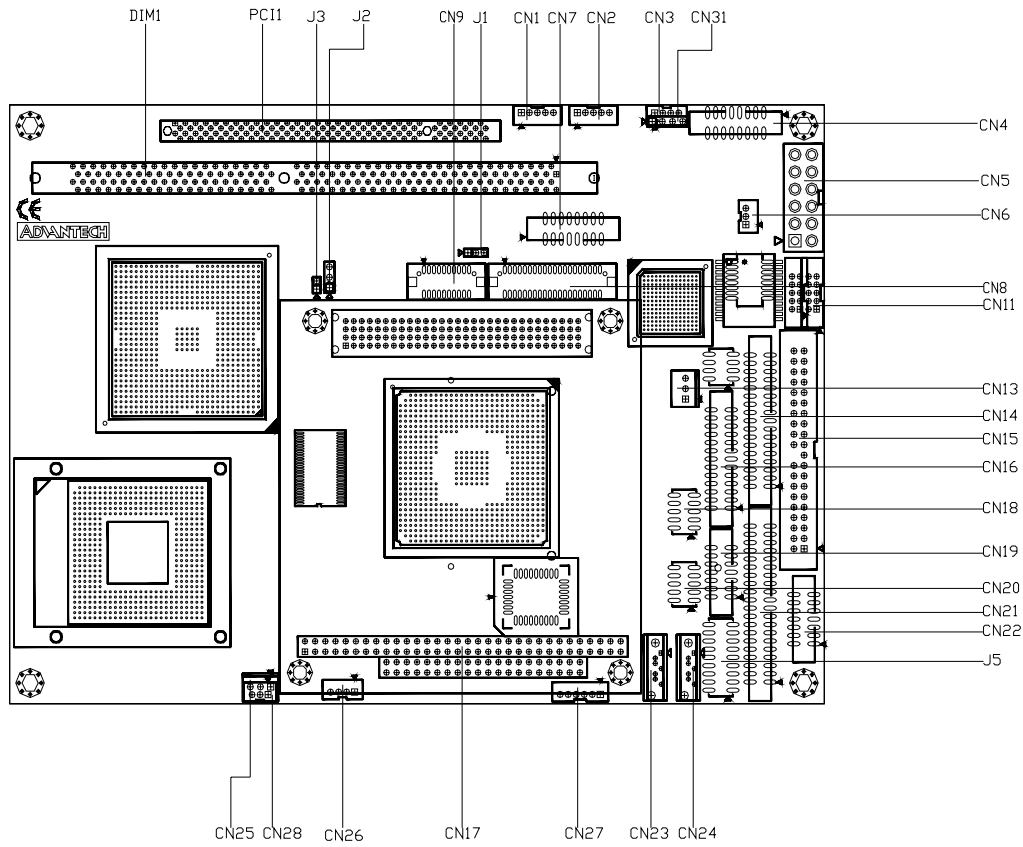 DIM1 PCI1 J3 J2 CN9 J1 CN1 CN7 CN2 CN3 CN31
CN4
CN5
CN6
ADVANTECH
CN8
CN11
CN13
CN14
CN15
CN16
CN18
CN19
CN20
CN21
CN22
J5
CN25 CN28 CN26 CN17 CN27 CN23 CN24